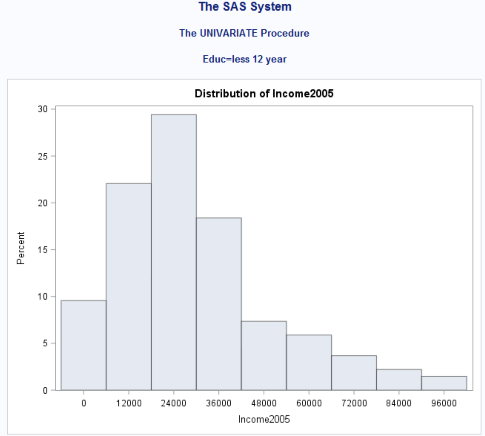 The SAS System
The UNIVARIATE Procedure
Educ=less 12 year
Distribution of Income2005
30
25
20
15
10
5
0
Percent
0 12000 24000 36000 48000 60000 72000 84000 96000
Income2005